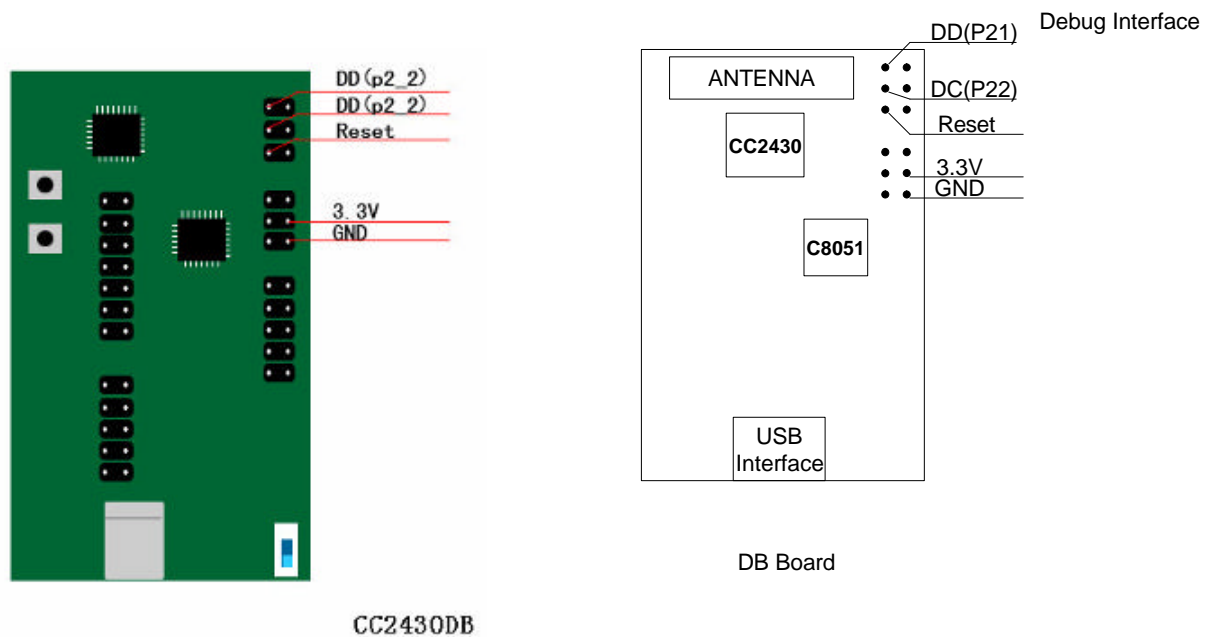 DD(p2_2)
DD(p2_2)
Reset
3.3V
GND
CC2430DB
Debug Interface
DD(P21)
ANTENNA
DC(P22)
Reset
CC2430
3.3V
GND
C8051
USB
Interface
DB Board